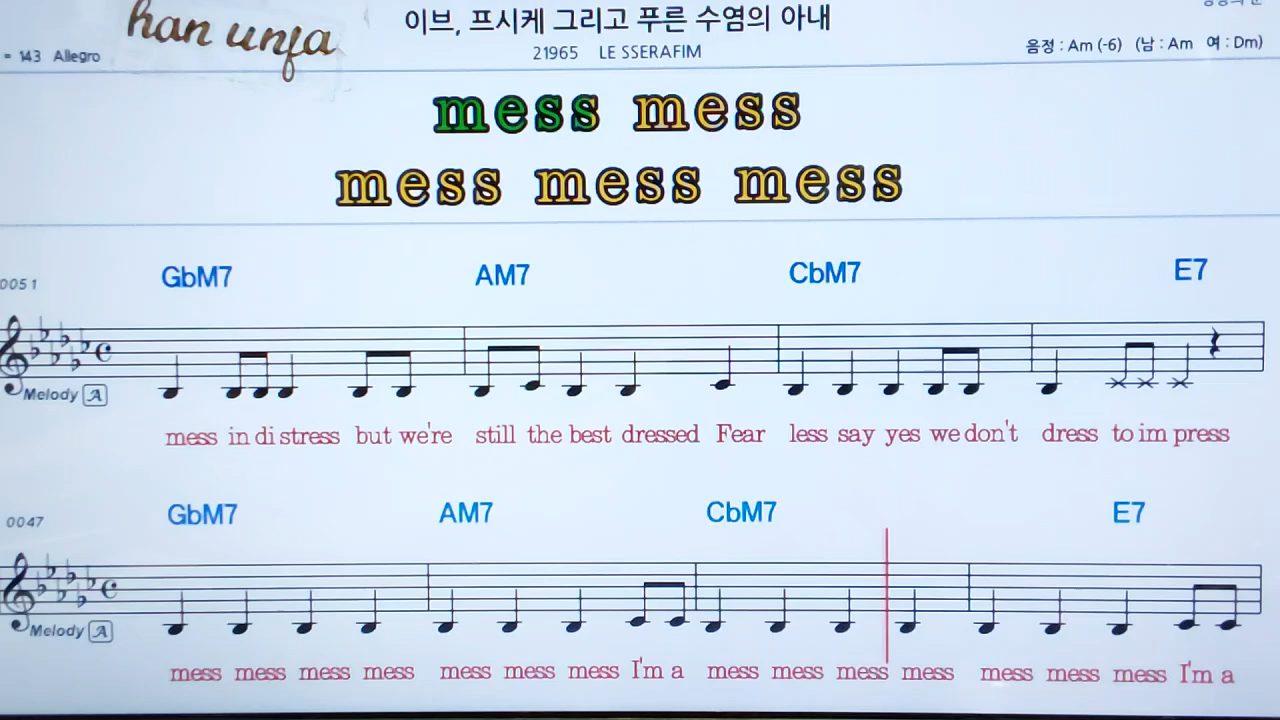 han unfa
이브, 프시케 그리고 푸른 수염의 아내
= 143 Allegro
21965 LE SSERAFIM
음정 : Am (-6) (남 : Am 여 : Dm)
mess mess
mess mess mess
0051
GbM7 AM7 CbM7 E7
Melody A
mess in di stress but we're still the best dressed Fear less say yes we don't dress to im press
0047
GbM7 AM7 CbM7 E7
Melody A
mess mess mess mess mess mess mess I'm a mess mess mess mess mess mess mess I'm a